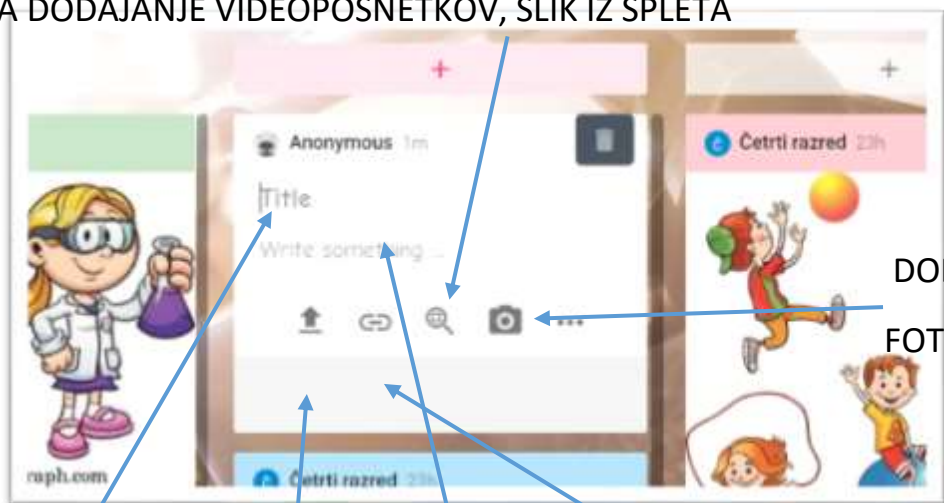 A DODAJANJE VIDEOPOSNETKOV, SLIK IZ SPLETA
+
+
Anonymous 1m
Četrti razred 23h
Title
Write something ...
DO
FOT
raph.com
Četrti razred 23h